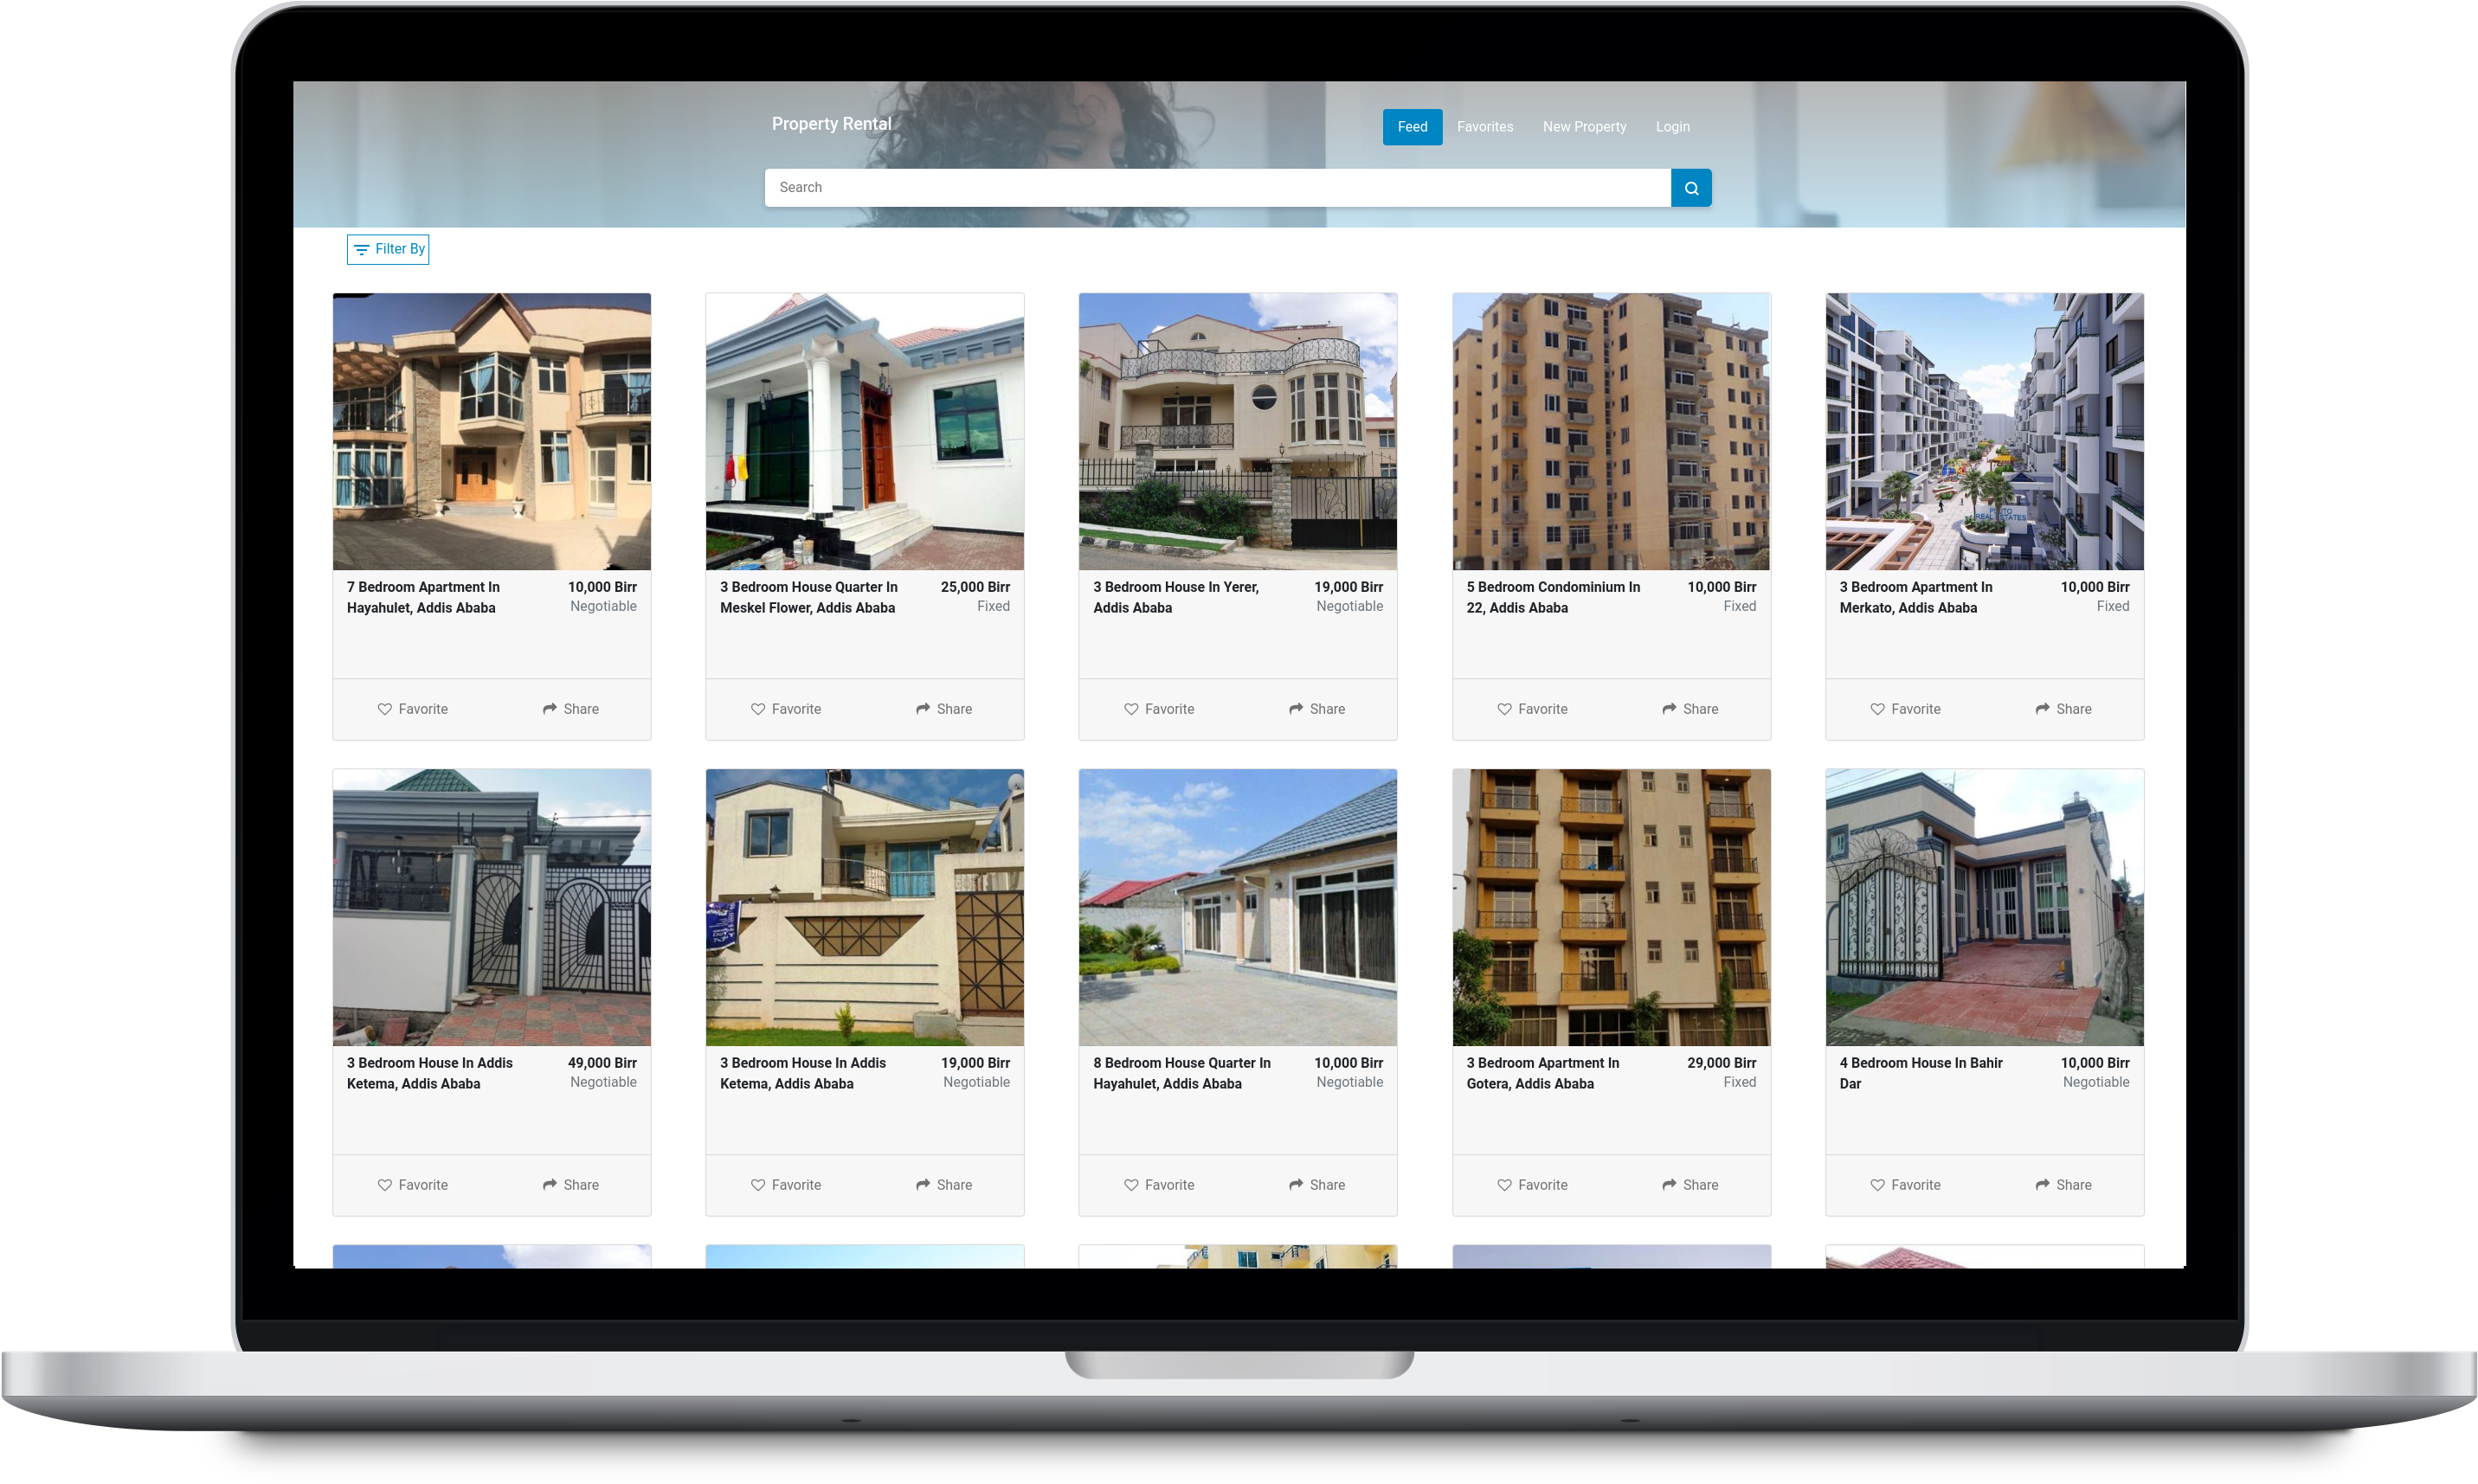 Property Rental
Feed
Favorites
New Property
Login
Search
Filter By
7 Bedroom Apartment In
Hayahulet, Addis Ababa
10,000 Birr
Negotiable
3 Bedroom House Quarter In
Meskel Flower, Addis Ababa
25,000 Birr
Fixed
3 Bedroom House In Yerer,
Addis Ababa
19,000 Birr
Negotiable
5 Bedroom Condominium In
22, Addis Ababa
10,000 Birr
Fixed
3 Bedroom Apartment In
Merkato, Addis Ababa
10,000 Birr
Fixed
REAL ESTATES
Favorite
Share
Favorite
Share
Favorite
Share
Favorite
Share
Favorite
Share
3 Bedroom House In Addis
Ketema, Addis Ababa
49,000 Birr
Negotiable
3 Bedroom House In Addis
Ketema, Addis Ababa
19,000 Birr
Negotiable
8 Bedroom House Quarter In
Hayahulet, Addis Ababa
10,000 Birr
Negotiable
3 Bedroom Apartment In
Gotera, Addis Ababa
29,000 Birr
Fixed
4 Bedroom House In Bahir
Dar
10,000 Birr
Negotiable
Favorite
Share
Favorite
Share
Favorite
Share
Favorite
Share
Favorite
Share